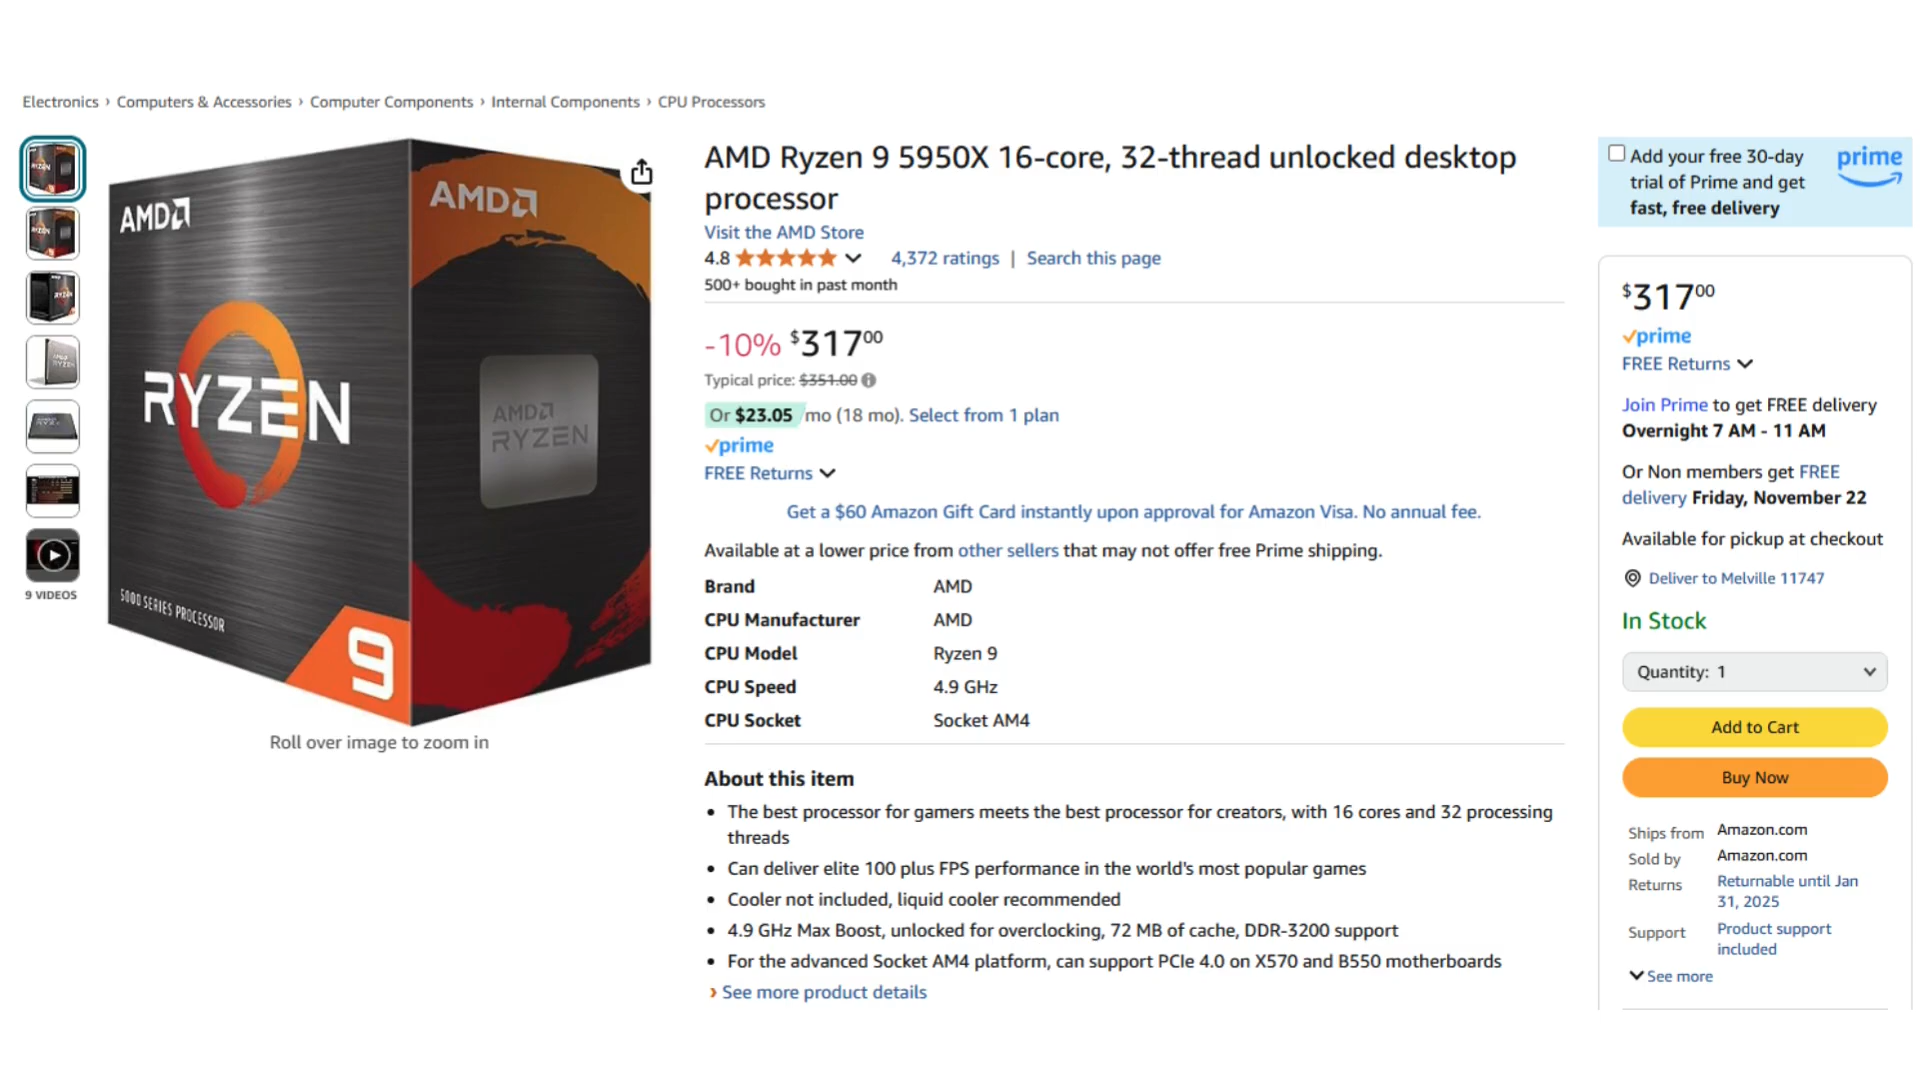 Electronics › Computers & Accessories › Computer Components › Internal Components › CPU Processors
AMD
AMD
RYZEN
AMD
RYZEN
5000 SERIES PROCESSOR
9
9 VIDEOS
Roll over image to zoom in
AMD Ryzen 9 5950X 16-core, 32-thread unlocked desktop
processor
Visit the AMD Store
4.8
4,372 ratings | Search this page
500+ bought in past month
-10% $31700
Typical price: $351.00
Or $23.05 /mo (18 mo). Select from 1 plan
prime
FREE Returns
Get a $60 Amazon Gift Card instantly upon approval for Amazon Visa. No annual fee.
Available at a lower price from other sellers that may not offer free Prime shipping.
Brand AMD
CPU Manufacturer AMD
CPU Model Ryzen 9
CPU Speed 4.9 GHz
CPU Socket Socket AM4
About this item
• The best processor for gamers meets the best processor for creators, with 16 cores and 32 processing
threads
• Can deliver elite 100 plus FPS performance in the world's most popular games
• Cooler not included, liquid cooler recommended
• 4.9 GHz Max Boost, unlocked for overclocking, 72 MB of cache, DDR-3200 support
• For the advanced Socket AM4 platform, can support PCIe 4.0 on X570 and B550 motherboards
› See more product details
Add your free 30-day
trial of Prime and get
fast, free delivery
prime
$31700
prime
FREE Returns
Join Prime to get FREE delivery
Overnight 7 AM - 11 AM
Or Non members get FREE
delivery Friday, November 22
Available for pickup at checkout
Deliver to Melville 11747
In Stock
Quantity: 1
Add to Cart
Buy Now
Ships from Amazon.com
Sold by Amazon.com
Returns Returnable until Jan
31, 2025
Support Product support
included
See more